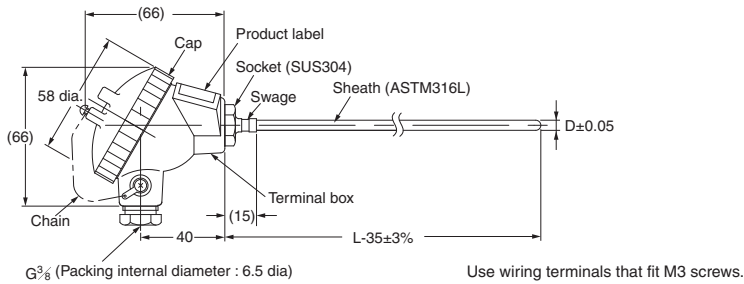 (66)
Cap
Product label
Socket (SUS304)
58 dia.
Swage
Sheath (ASTM316L)
(66)
D±0.05
Terminal box
Chain
(15)
40
L-35±3%
G3/8 (Packing internal diameter : 6.5 dia)
Use wiring terminals that fit M3 screws.